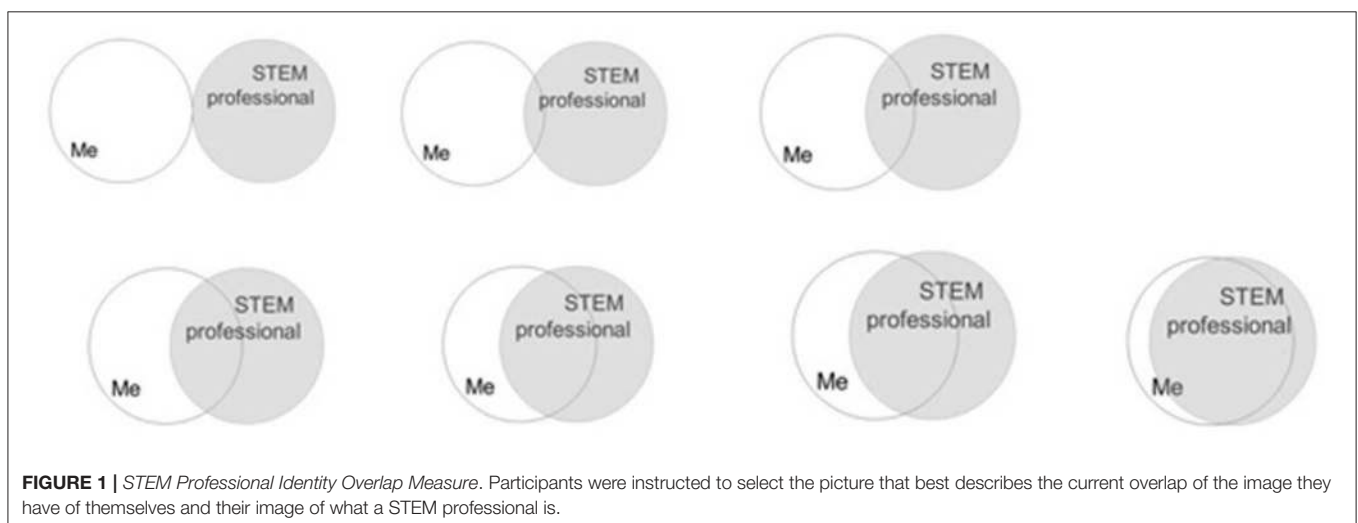 STEM
professional
Me
STEM
professional
Me
STEM
professional
Me
STEM
professional
Me
STEM
professional
Me
STEM
professional
Me
STEM
professional
Me
FIGURE 1 | STEM Professional Identity Overlap Measure. Participants were instructed to select the picture that best describes the current overlap of the image they
have of themselves and their image of what a STEM professional is.